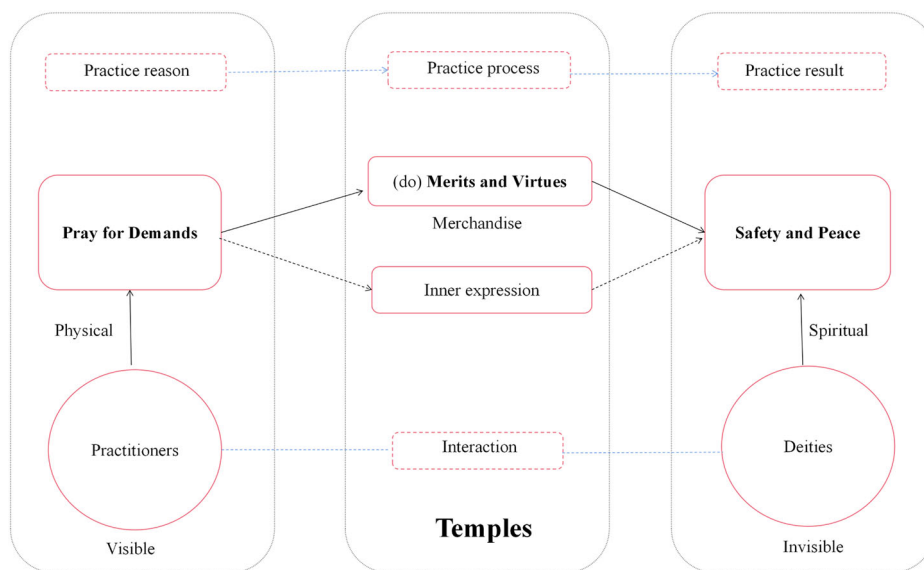 Practice reason
Practice process
Practice result
(do) Merits and Virtues
Merchandise
Pray for Demands
Safety and Peace
Inner expression
Physical
Spiritual
Practitioners
Interaction
Deities
Temples
Visible
Invisible